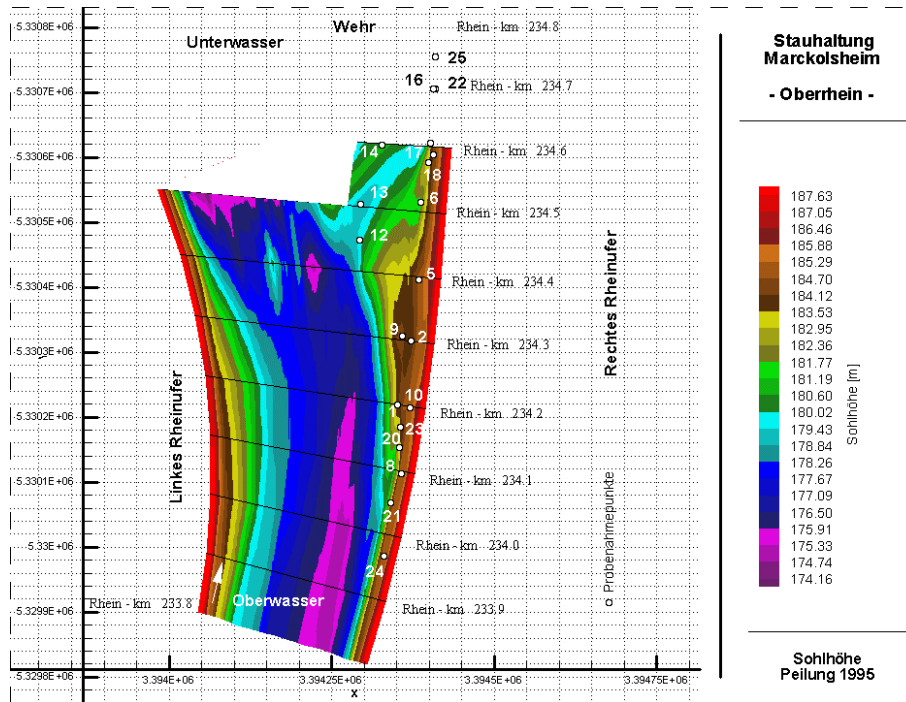 Wehr
Unterwasser
Rhein - km 234.8
25
16
22
Rhein - km 234.7
14
17
Rhein - km 234.6
18
13
6
Rhein - km 234.5
12
5
Rhein - km 234.4
9
2
Rhein - km 234.3
10
1
Rhein - km 234.2
23
20
8
Rhein - km 234.1
21
Rhein - km 234.0
24
Oberwasser
Rhein - km 233.8
Rhein - km 233.9
Linkes Rheinufer
Rechtes Rheinufer
Probenahmepunkte
5.3308E+06
5.3307E+06
5.3306E+06
5.3305E+06
5.3304E+06
5.3303E+06
5.3302E+06
5.3301E+06
5.33E+06
5.3299E+06
5.3298E+06
3.394E+06
3.39425E+06
3.3945E+06
3.39475E+06
x
Stauhaltung
Marckolsheim
- Oberrhein -
187.63
187.05
186.46
185.88
185.29
184.70
184.12
183.53
182.95
182.36
181.77
181.19
180.60
180.02
179.43
178.84
178.26
177.67
177.09
176.50
175.91
175.33
174.74
174.16
Sohlhöhe [m]
Sohlhöhe
Peilung 1995